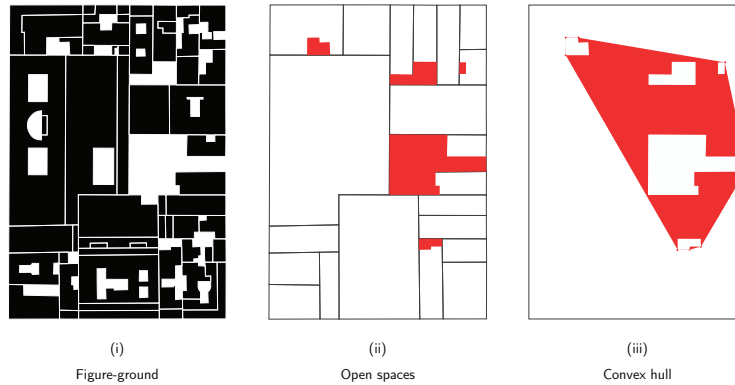 (i)
(ii)
(iii)
Figure-ground
Open spaces
Convex hull